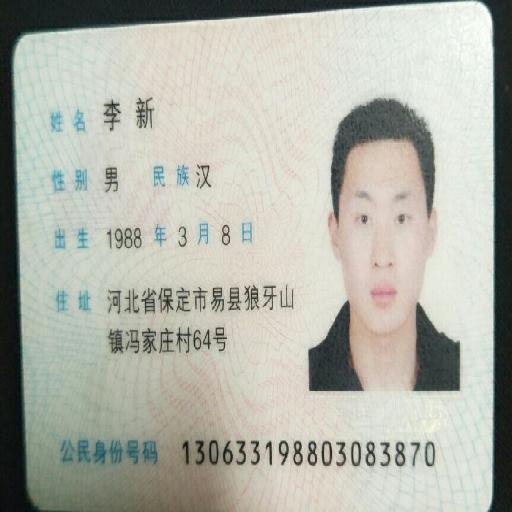 姓名 李新
性别 男 民族 汉
出生 1988 年 3 月 8 日
住址 河北省保定市易县狼牙山
镇冯家庄村64号
公民身份号码 130633198803083870